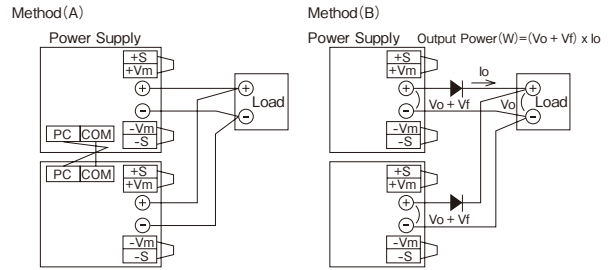 Method(A)
Power Supply
+S
+Vm
+
−
Load
+
−
−Vm
−S
PC COM
PC COM
+S
+Vm
+
−
−Vm
−S
Method(B)
Power Supply Output Power(W)=(Vo + Vf) x Io
+S
+Vm
Io
+
−
Vo + Vf
Vo
+
−
Load
−Vm
−S
+S
+Vm
+
−
Vo + Vf
−Vm
−S